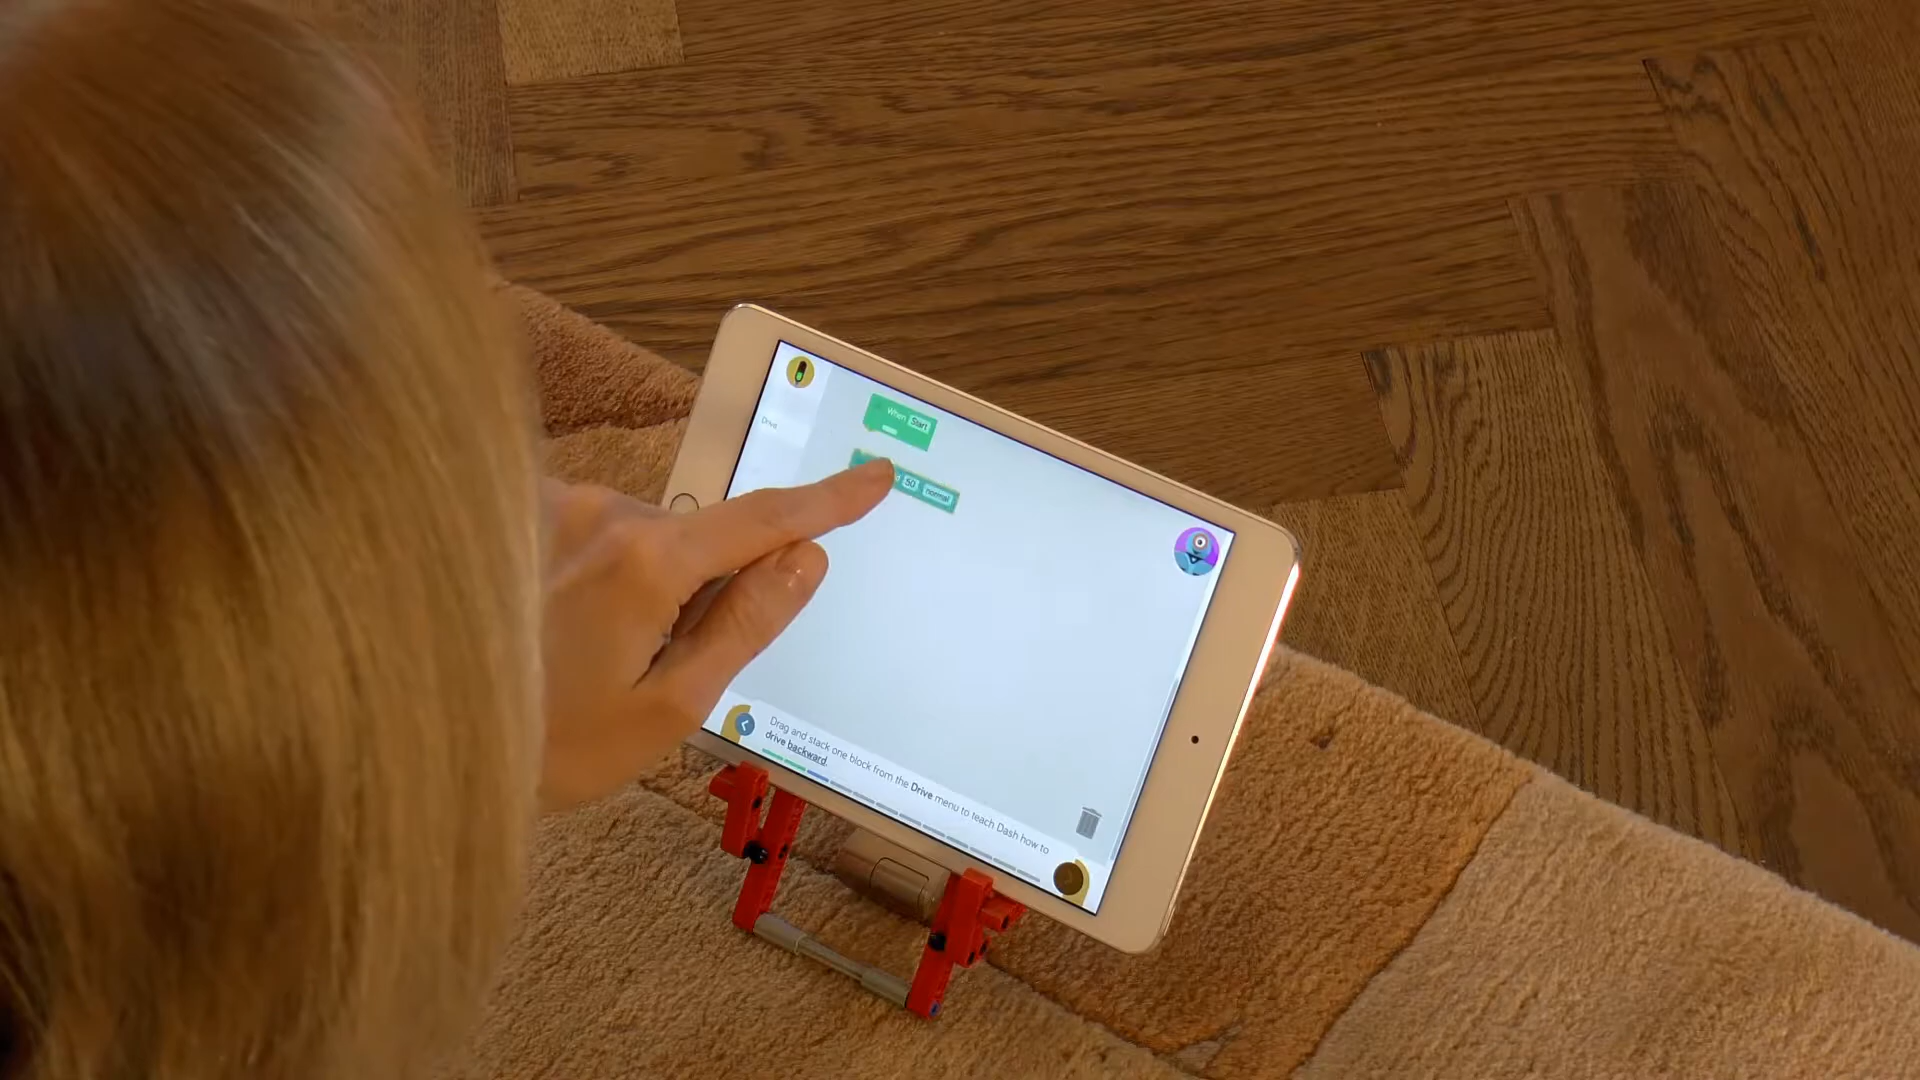 When Start
Drive
50 normal
Drag and stack one block from the Drive menu to teach Dash how to
drive backward.